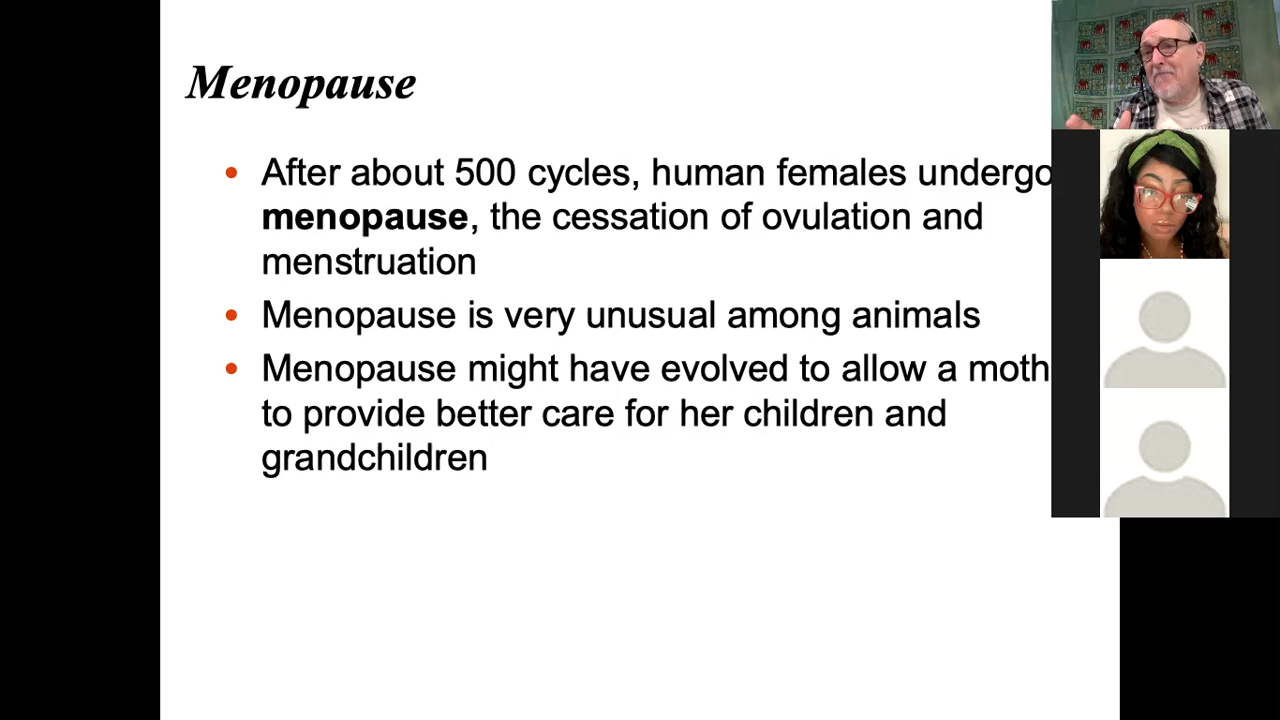 Menopause
• After about 500 cycles, human females undergo
menopause, the cessation of ovulation and
menstruation
• Menopause is very unusual among animals
• Menopause might have evolved to allow a moth
to provide better care for her children and
grandchildren